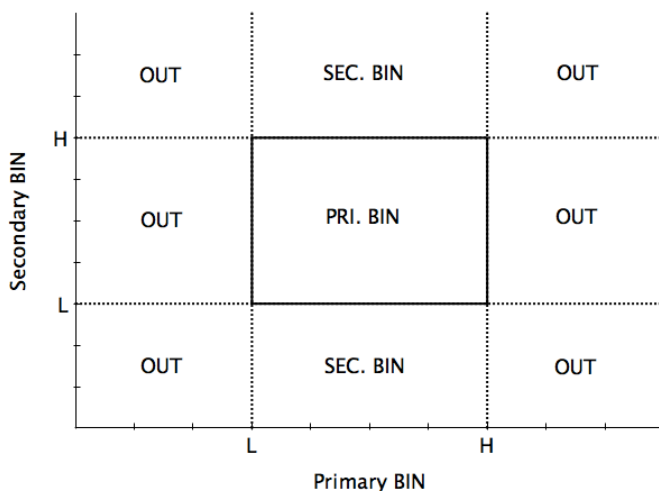 OUT SEC. BIN OUT
H
OUT PRI. BIN OUT
Secondary BIN
L
OUT SEC. BIN OUT
L H
Primary BIN